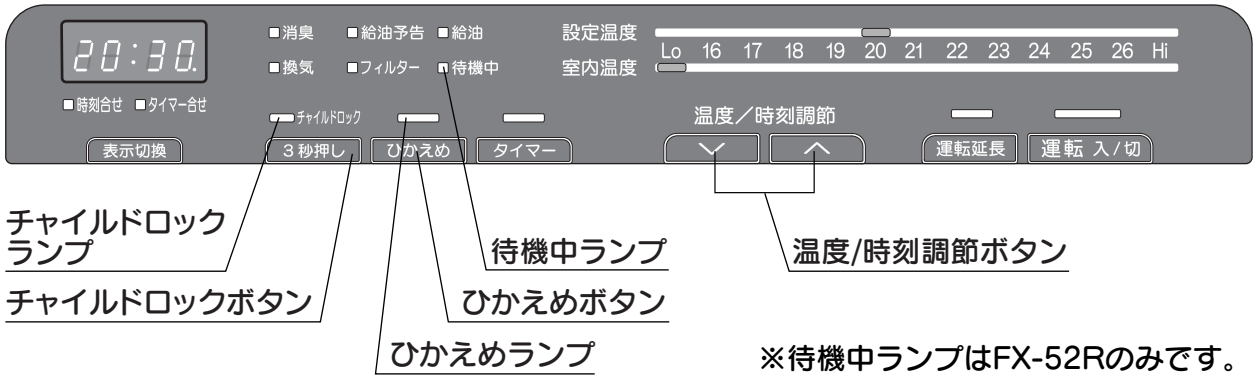 20:30.
■消臭 ■給油予告 ■給油
■換気 ■フィルター ■待機中
■時刻合せ ■タイマー合せ
設定温度
Lo 16 17 18 19 20 21 22 23 24 25 26 Hi
室内温度
チャイルドロック
温度／時刻調節
表示切換 3秒押し ひかえめ タイマー 運転延長 運転 入/切
チャイルドロック
ランプ
待機中ランプ
温度/時刻調節ボタン
チャイルドロックボタン
ひかえめボタン
ひかえめランプ
※待機中ランプはFX-52Rのみです。